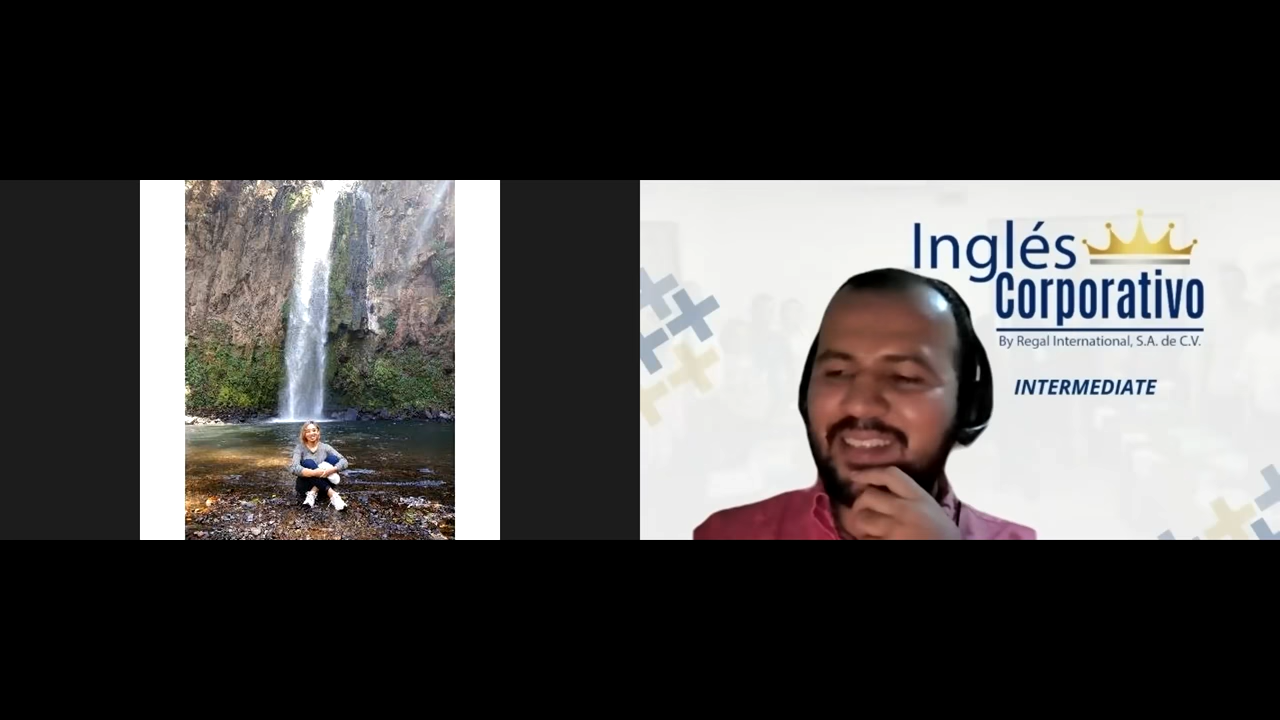 Inglés
Corporativo
By Regal International, S.A. de C.V.
INTERMEDIATE